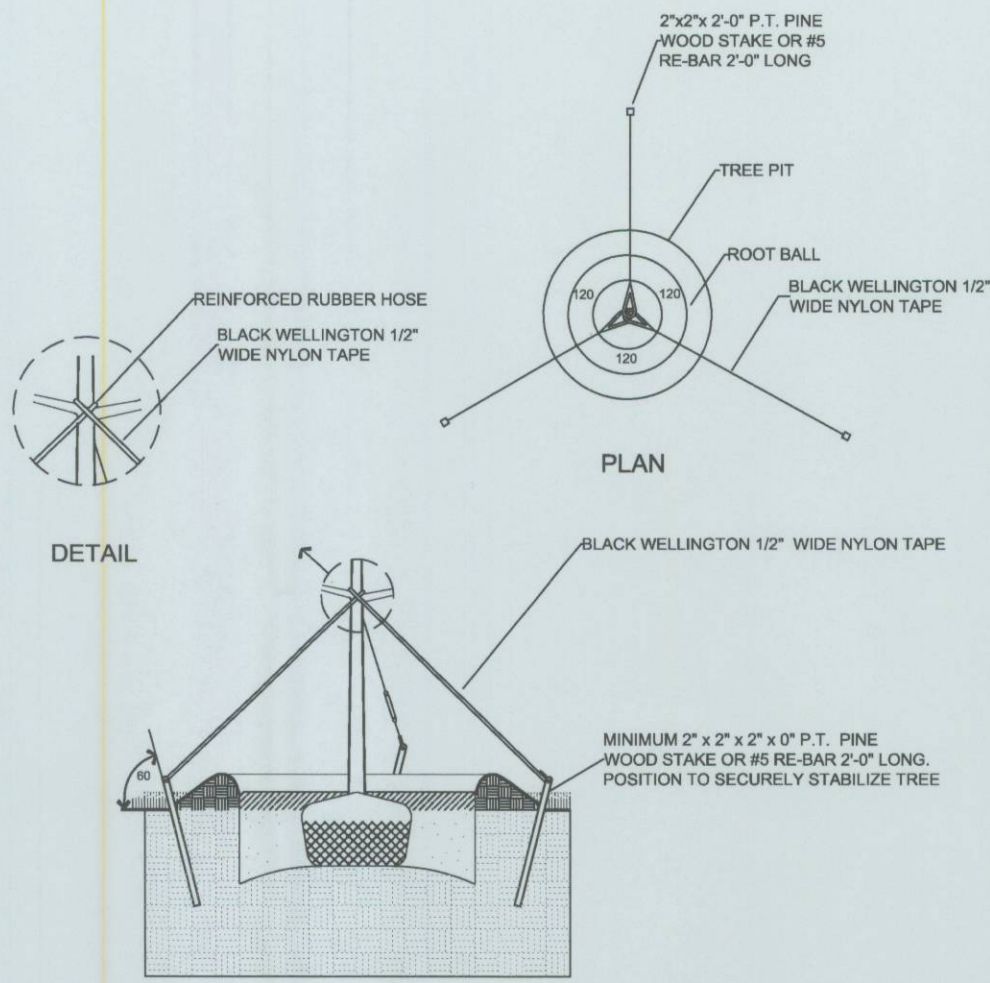 2"x2"x 2'-0" P.T. PINE
WOOD STAKE OR #5
RE-BAR 2'-0" LONG
TREE PIT
ROOT BALL
120
120
120
BLACK WELLINGTON 1/2"
WIDE NYLON TAPE
PLAN
REINFORCED RUBBER HOSE
BLACK WELLINGTON 1/2"
WIDE NYLON TAPE
DETAIL
BLACK WELLINGTON 1/2" WIDE NYLON TAPE
60
MINIMUM 2" x 2" x 2" x 0" P.T. PINE
WOOD STAKE OR #5 RE-BAR 2'-0" LONG.
POSITION TO SECURELY STABILIZE TREE